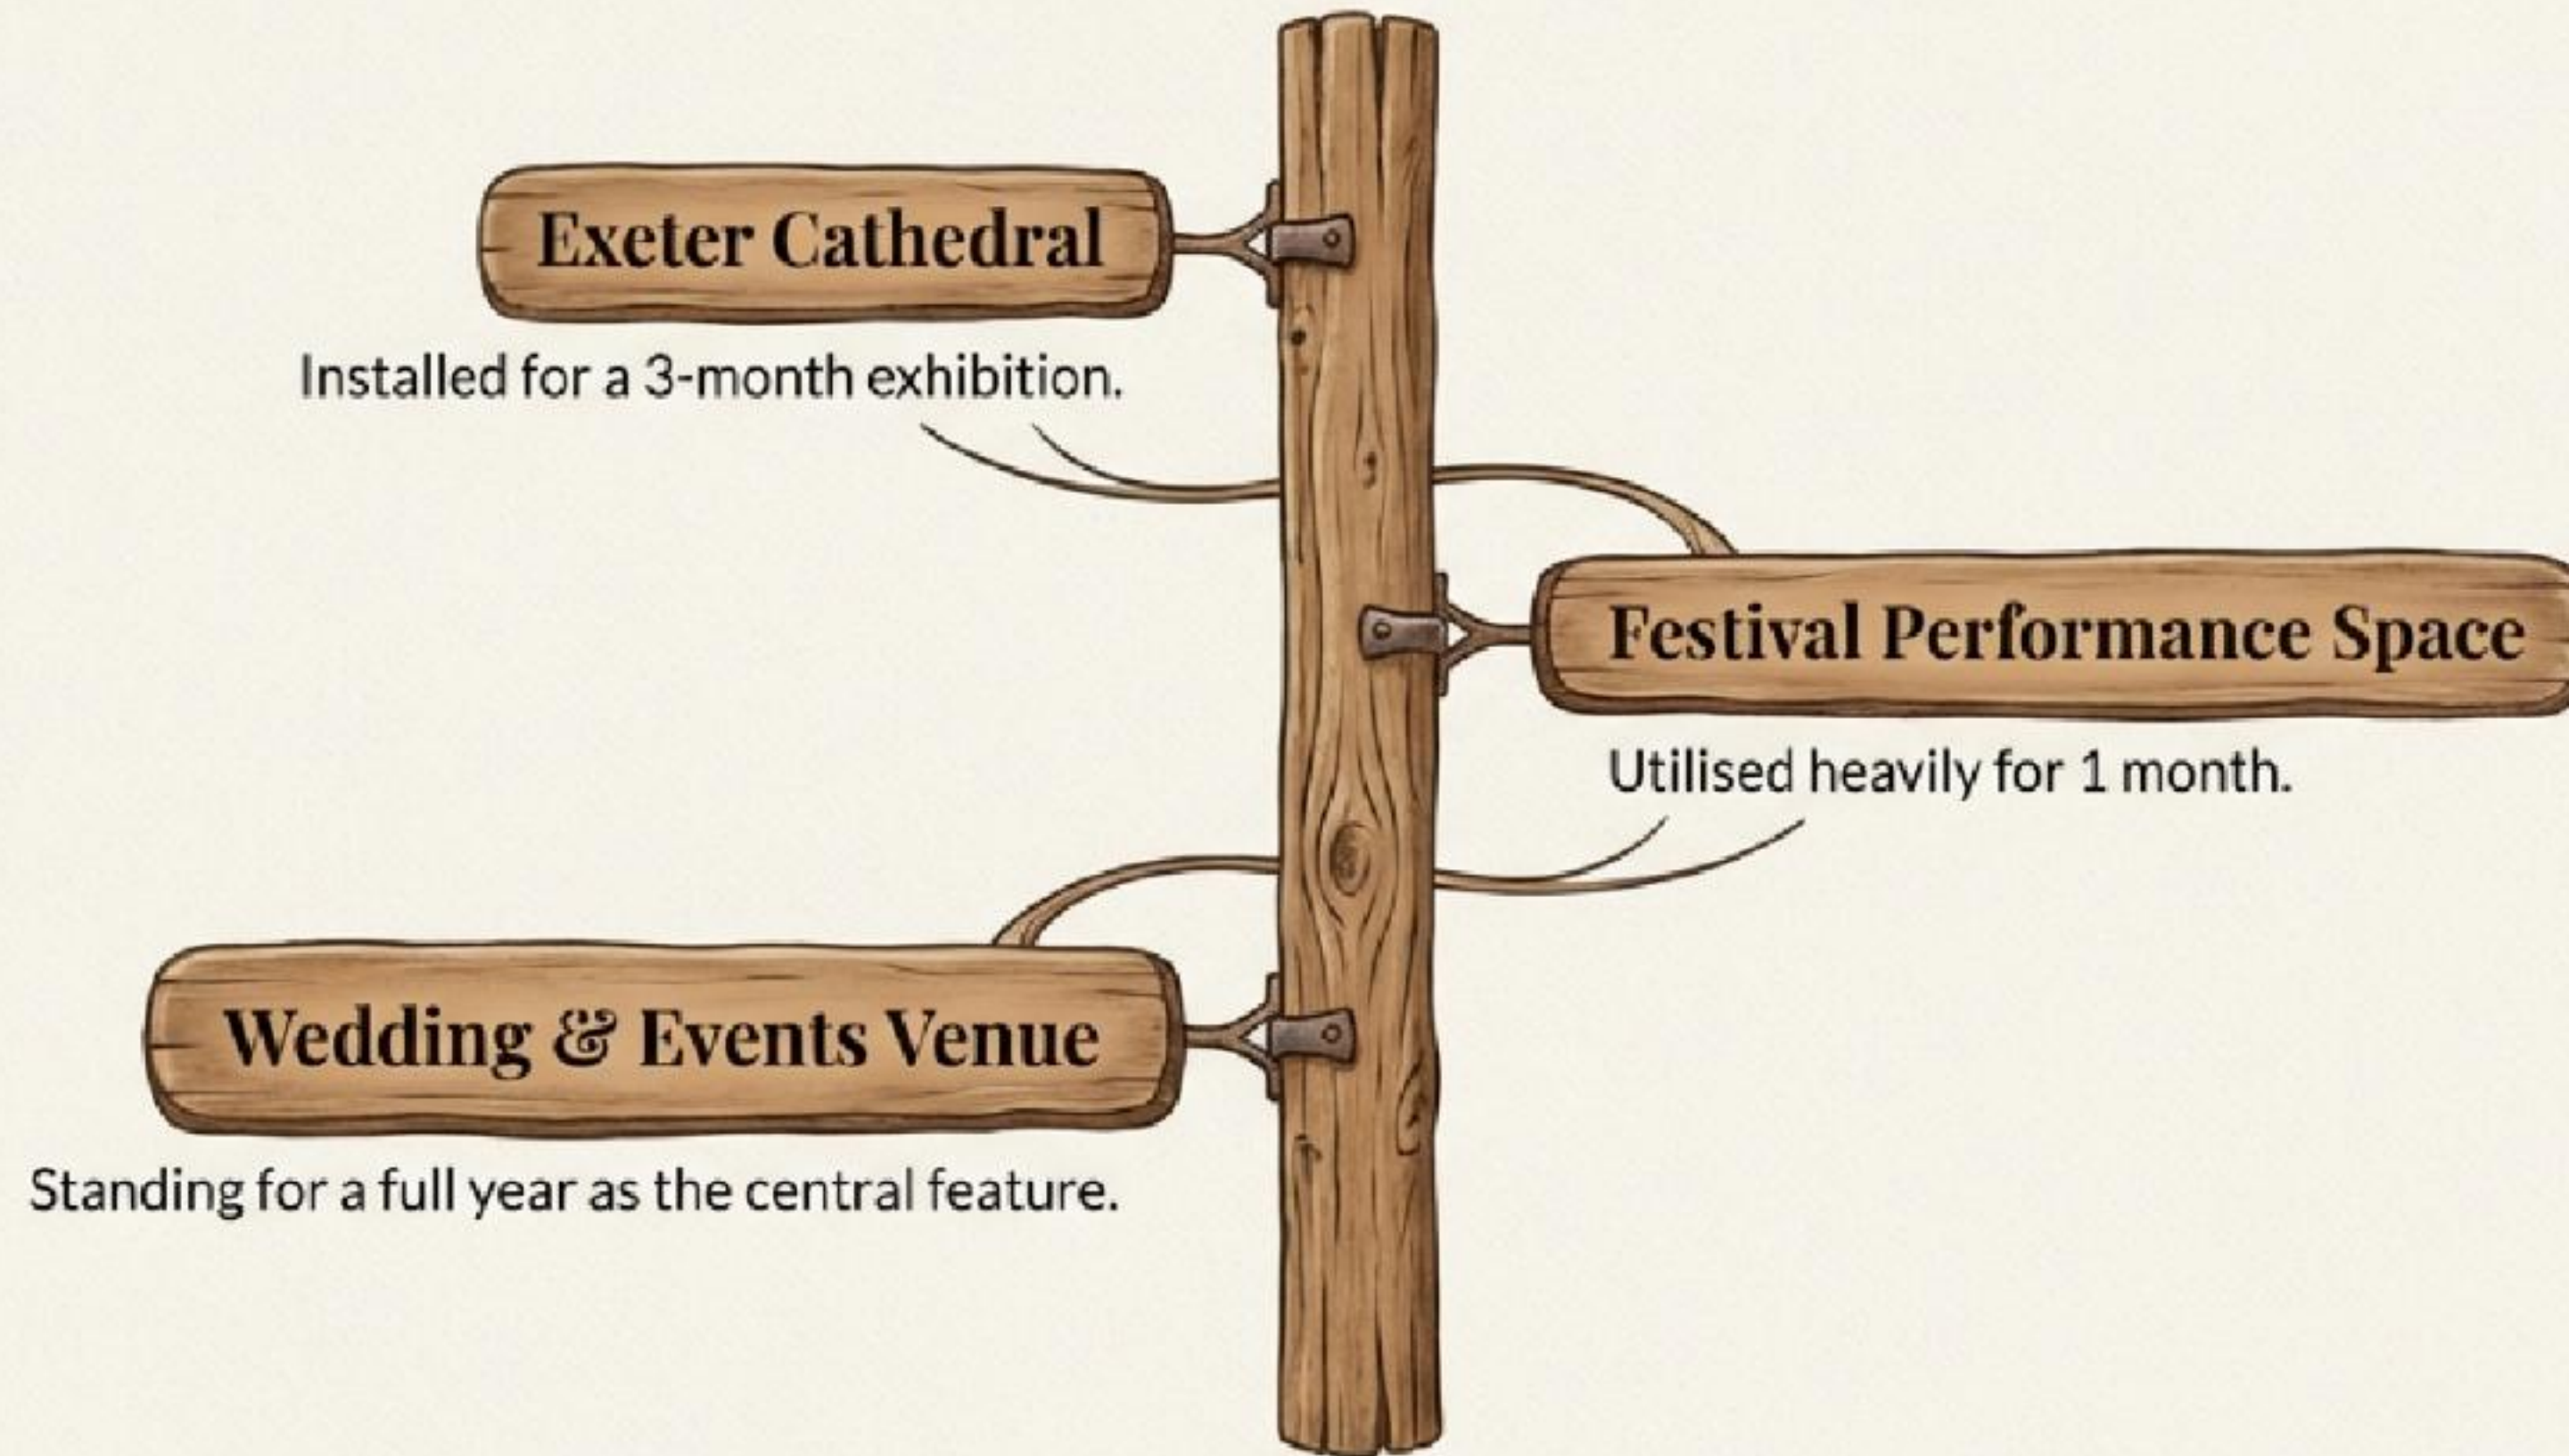 Exeter Cathedral
Installed for a 3-month exhibition.
Festival Performance Space
Utilised heavily for 1 month.
Wedding & Events Venue
Standing for a full year as the central feature.